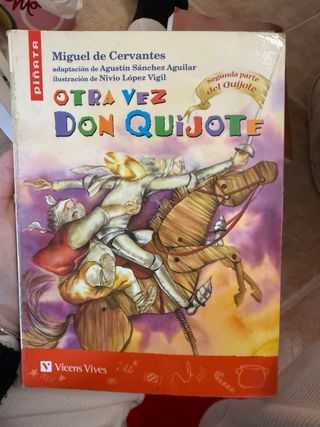 PIÑATA
Miguel de Cervantes
adaptación de Agustín Sánchez Aguilar
ilustración de Nivio López Vigil
segunda parte
del Quijote
OTRA VEZ
DON QUIJOTE
V Vicens Vives